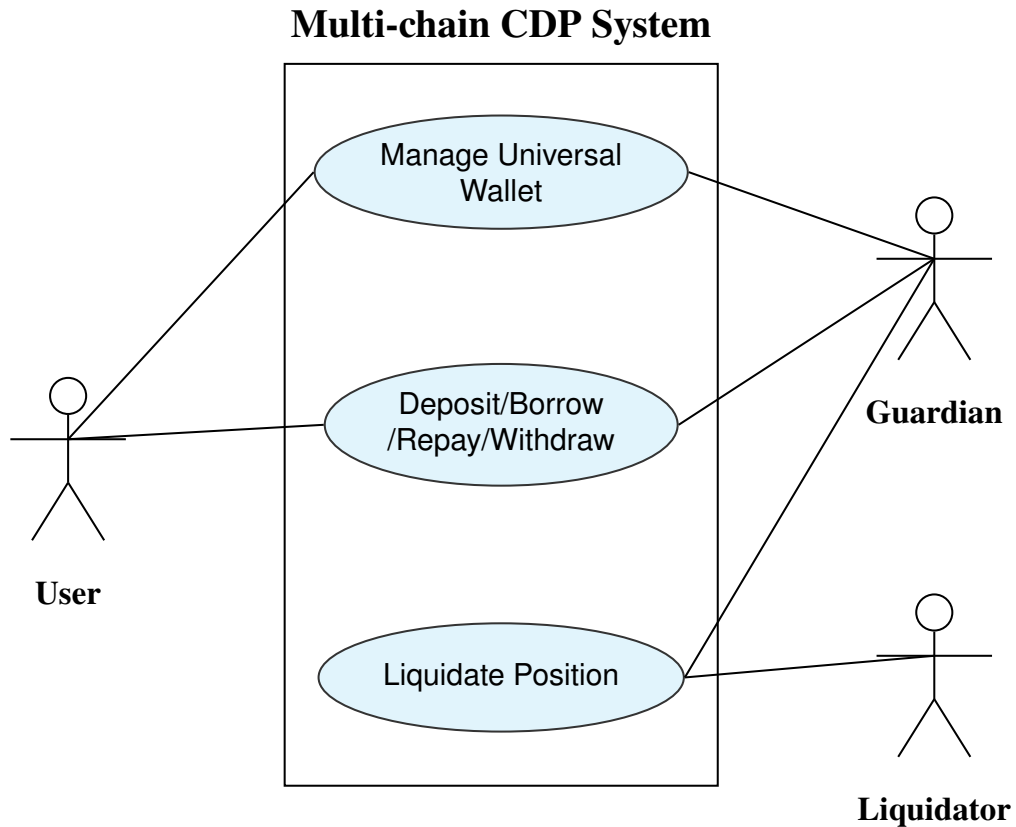 Multi-chain CDP System
Manage Universal
Wallet
Deposit/Borrow
/Repay/Withdraw
Guardian
User
Liquidate Position
Liquidator